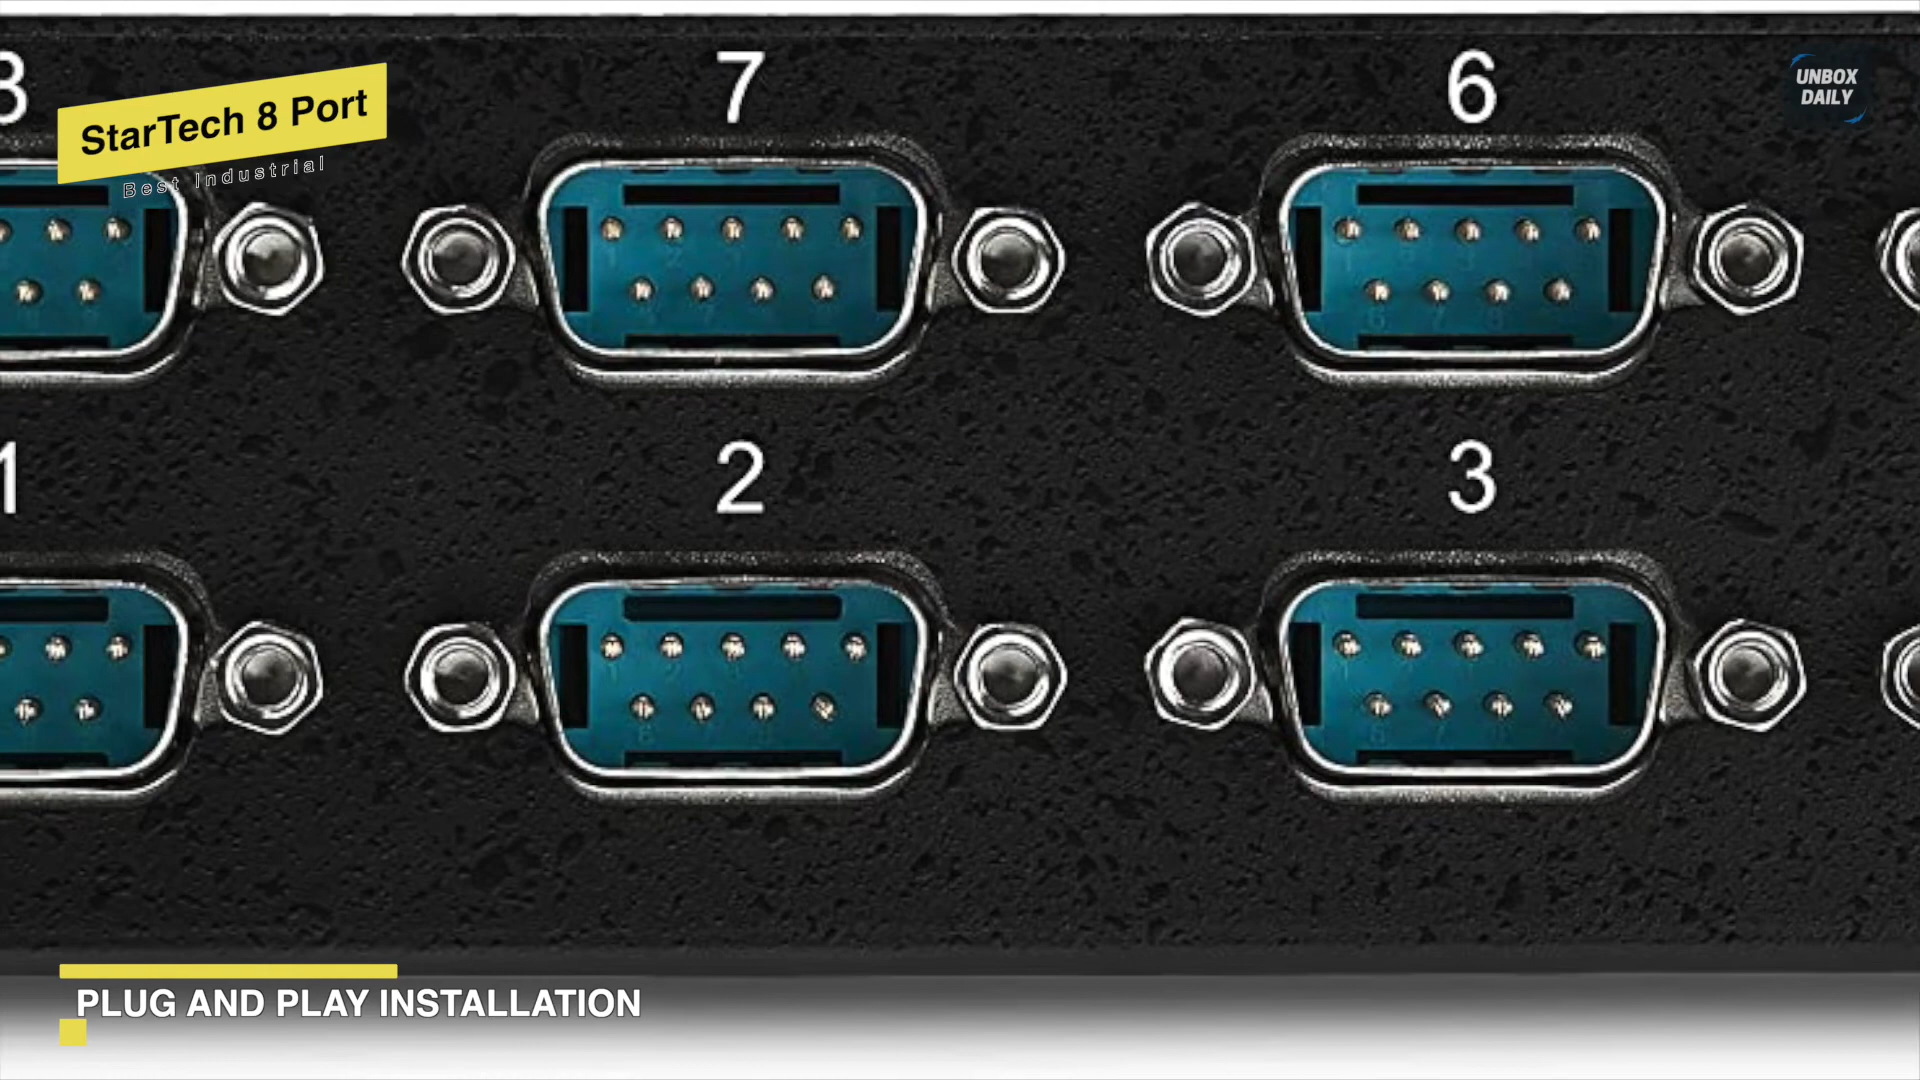 8
7
6
StarTech 8 Port
Best Industrial
UNBOX
DAILY
1
2
3
PLUG AND PLAY INSTALLATION